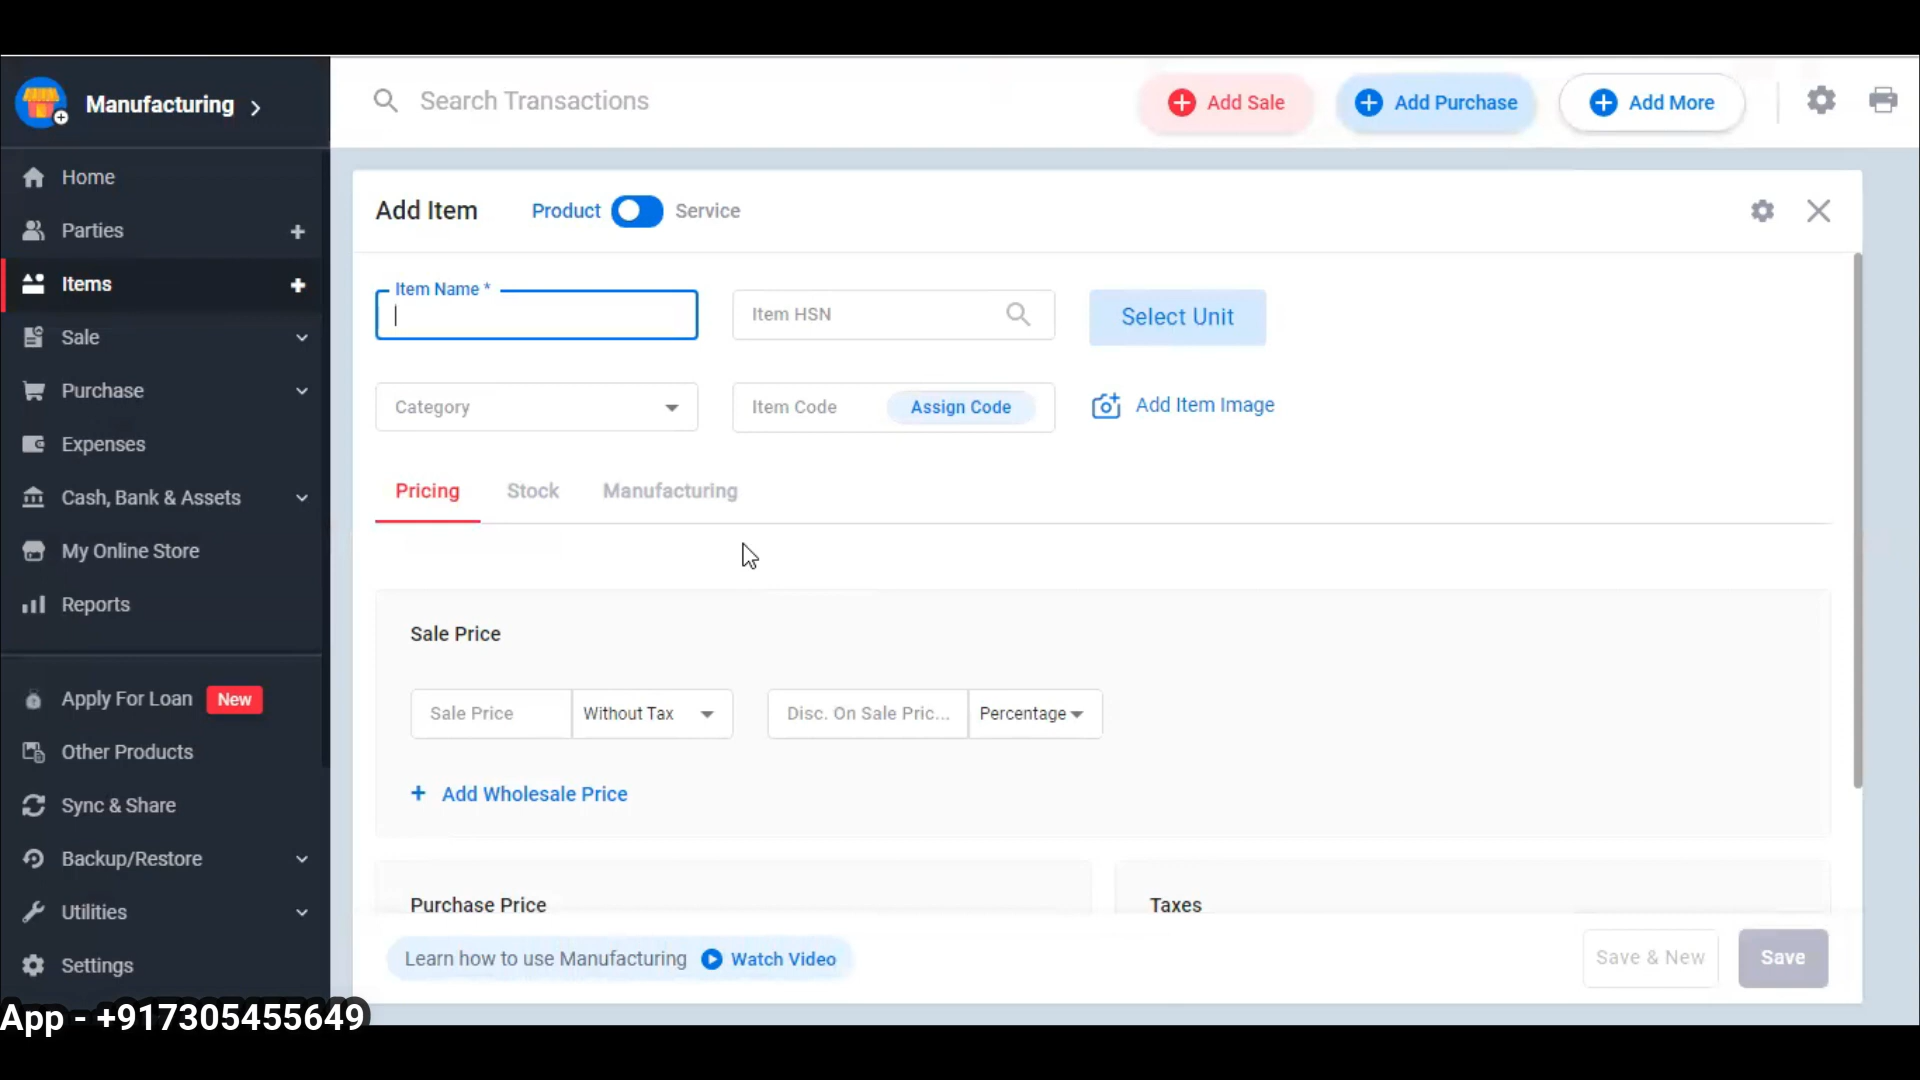 Manufacturing
Search Transactions
Add Sale
Add Purchase
Add More
Home
Parties
Items
Sale
Purchase
Expenses
Cash, Bank & Assets
My Online Store
Reports
Apply For Loan New
Other Products
Sync & Share
Backup/Restore
Utilities
Settings
Add Item Product Service
Item Name *
Item HSN
Select Unit
Category
Item Code Assign Code
Add Item Image
Pricing Stock Manufacturing
Sale Price
Sale Price Without Tax Disc. On Sale Pric... Percentage
+ Add Wholesale Price
Purchase Price Taxes
Learn how to use Manufacturing Watch Video
Save & New Save
App - +917305455649